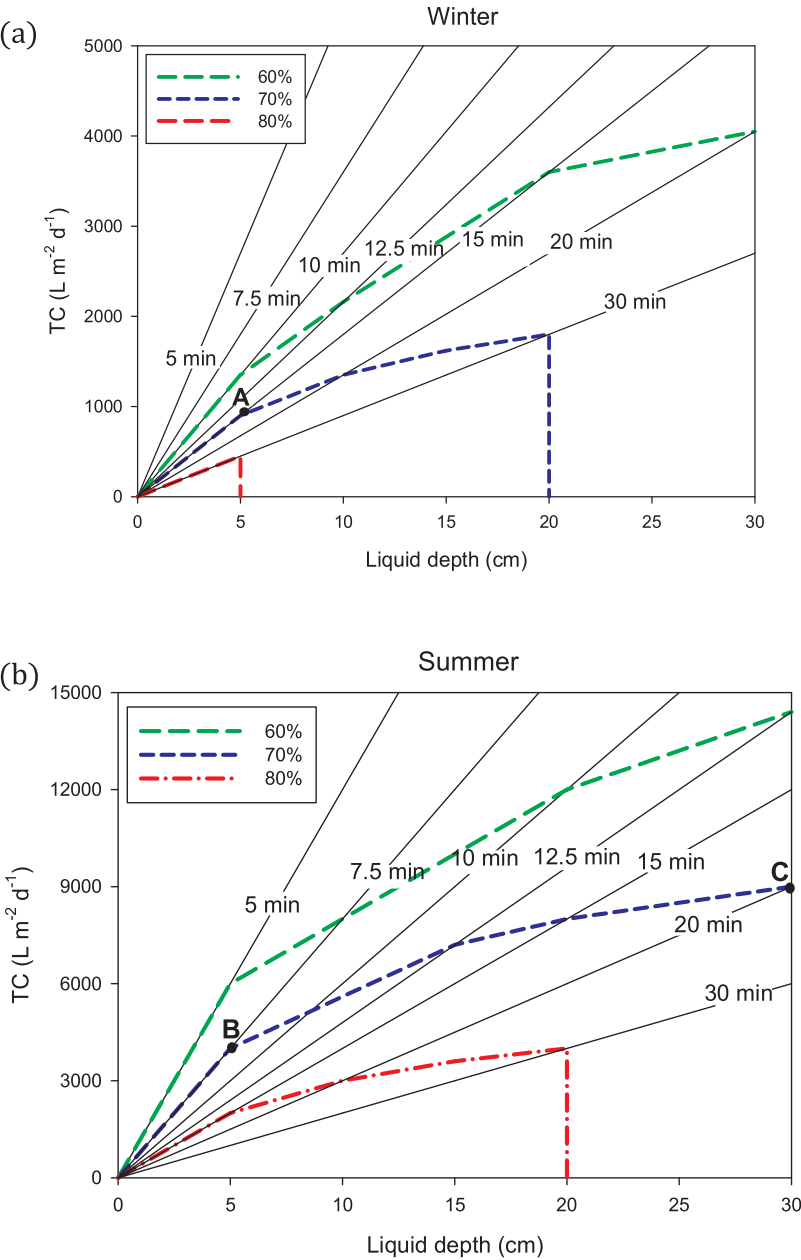 (a)
Winter
TC (L m-2 d-1)
5000
4000
3000
2000
1000
0
60%
70%
80%
5 min
7.5 min
10 min
12.5 min
15 min
20 min
30 min
A
0 5 10 15 20 25 30
Liquid depth (cm)
(b)
Summer
TC (L m-2 d-1)
15000
12000
9000
6000
3000
0
60%
70%
80%
5 min
7.5 min
10 min
12.5 min
15 min
20 min
30 min
B
C
0 5 10 15 20 25 30
Liquid depth (cm)